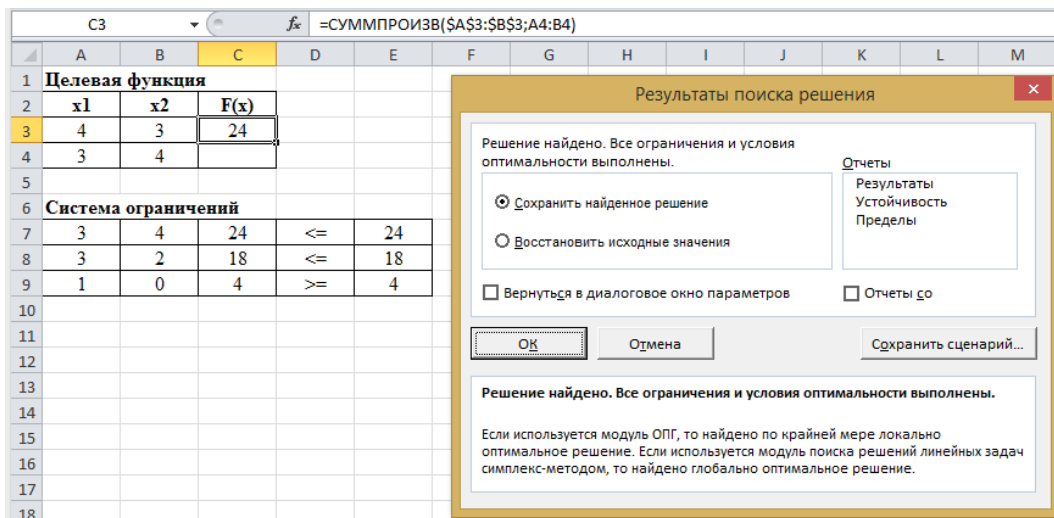 C3 fx =СУММПРОИЗВ($A$3:$B$3;A4:B4)
A B C D E F G H I J K L M
1 Целевая функция
2 x1 x2 F(x)
3 4 3 24
4 3 4
5
6 Система ограничений
7 3 4 24 <= 24
8 3 2 18 <= 18
9 1 0 4 >= 4
10
11
12
13
14
15
16
17
18
Результаты поиска решения
Решение найдено. Все ограничения и условия
оптимальности выполнены.
Отчеты
Результаты
Устойчивость
Пределы
Сохранить найденное решение
Восстановить исходные значения
Вернуться в диалоговое окно параметров
Отчеты со
ОК
Отмена
Сохранить сценарий...
Решение найдено. Все ограничения и условия оптимальности выполнены.
Если используется модуль ОПГ, то найдено по крайней мере локально
оптимальное решение. Если используется модуль поиска решений линейных задач
симплекс-методом, то найдено глобально оптимальное решение.